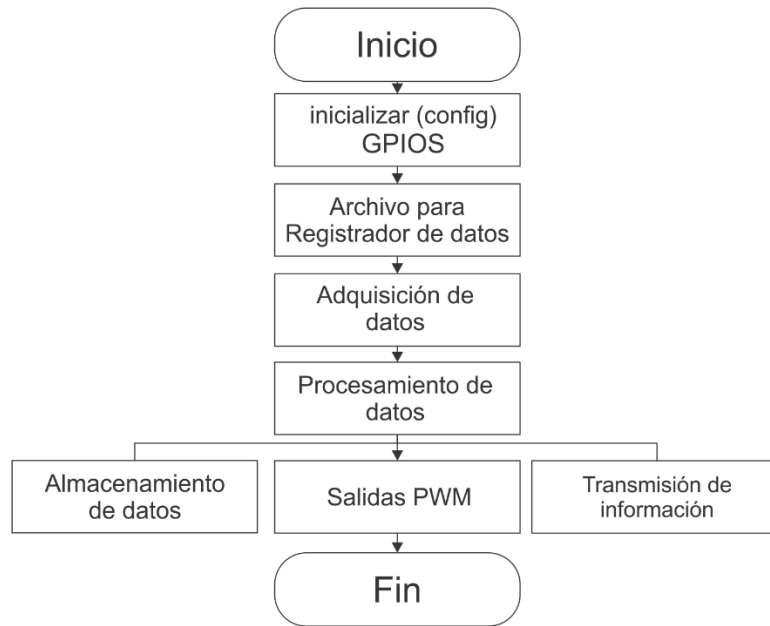 Inicio
inicializar (config)
GPIOS
Archivo para
Registrador de datos
Adquisición de
datos
Procesamiento de
datos
Almacenamiento
de datos
Salidas PWM
Transmisión de
información
Fin